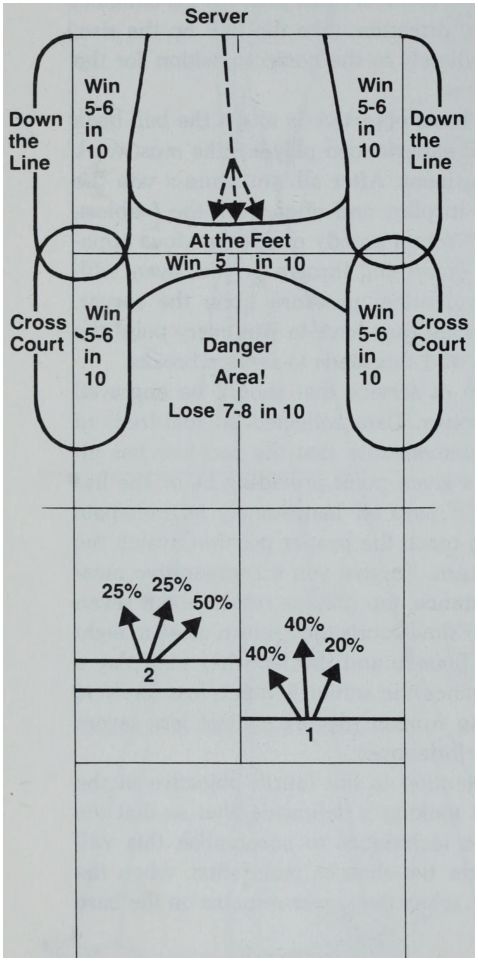 Server
Down
the
Line
Win
5-6
in
10
Win
5-6
in
10
Down
the
Line
At the Feet
Win 5 in 10
Cross
Court
Win
5-6
in
10
Danger
Area!
Lose 7-8 in 10
Win
5-6
in
10
Cross
Court
25% 25% 50%
2
40% 40% 20%
1